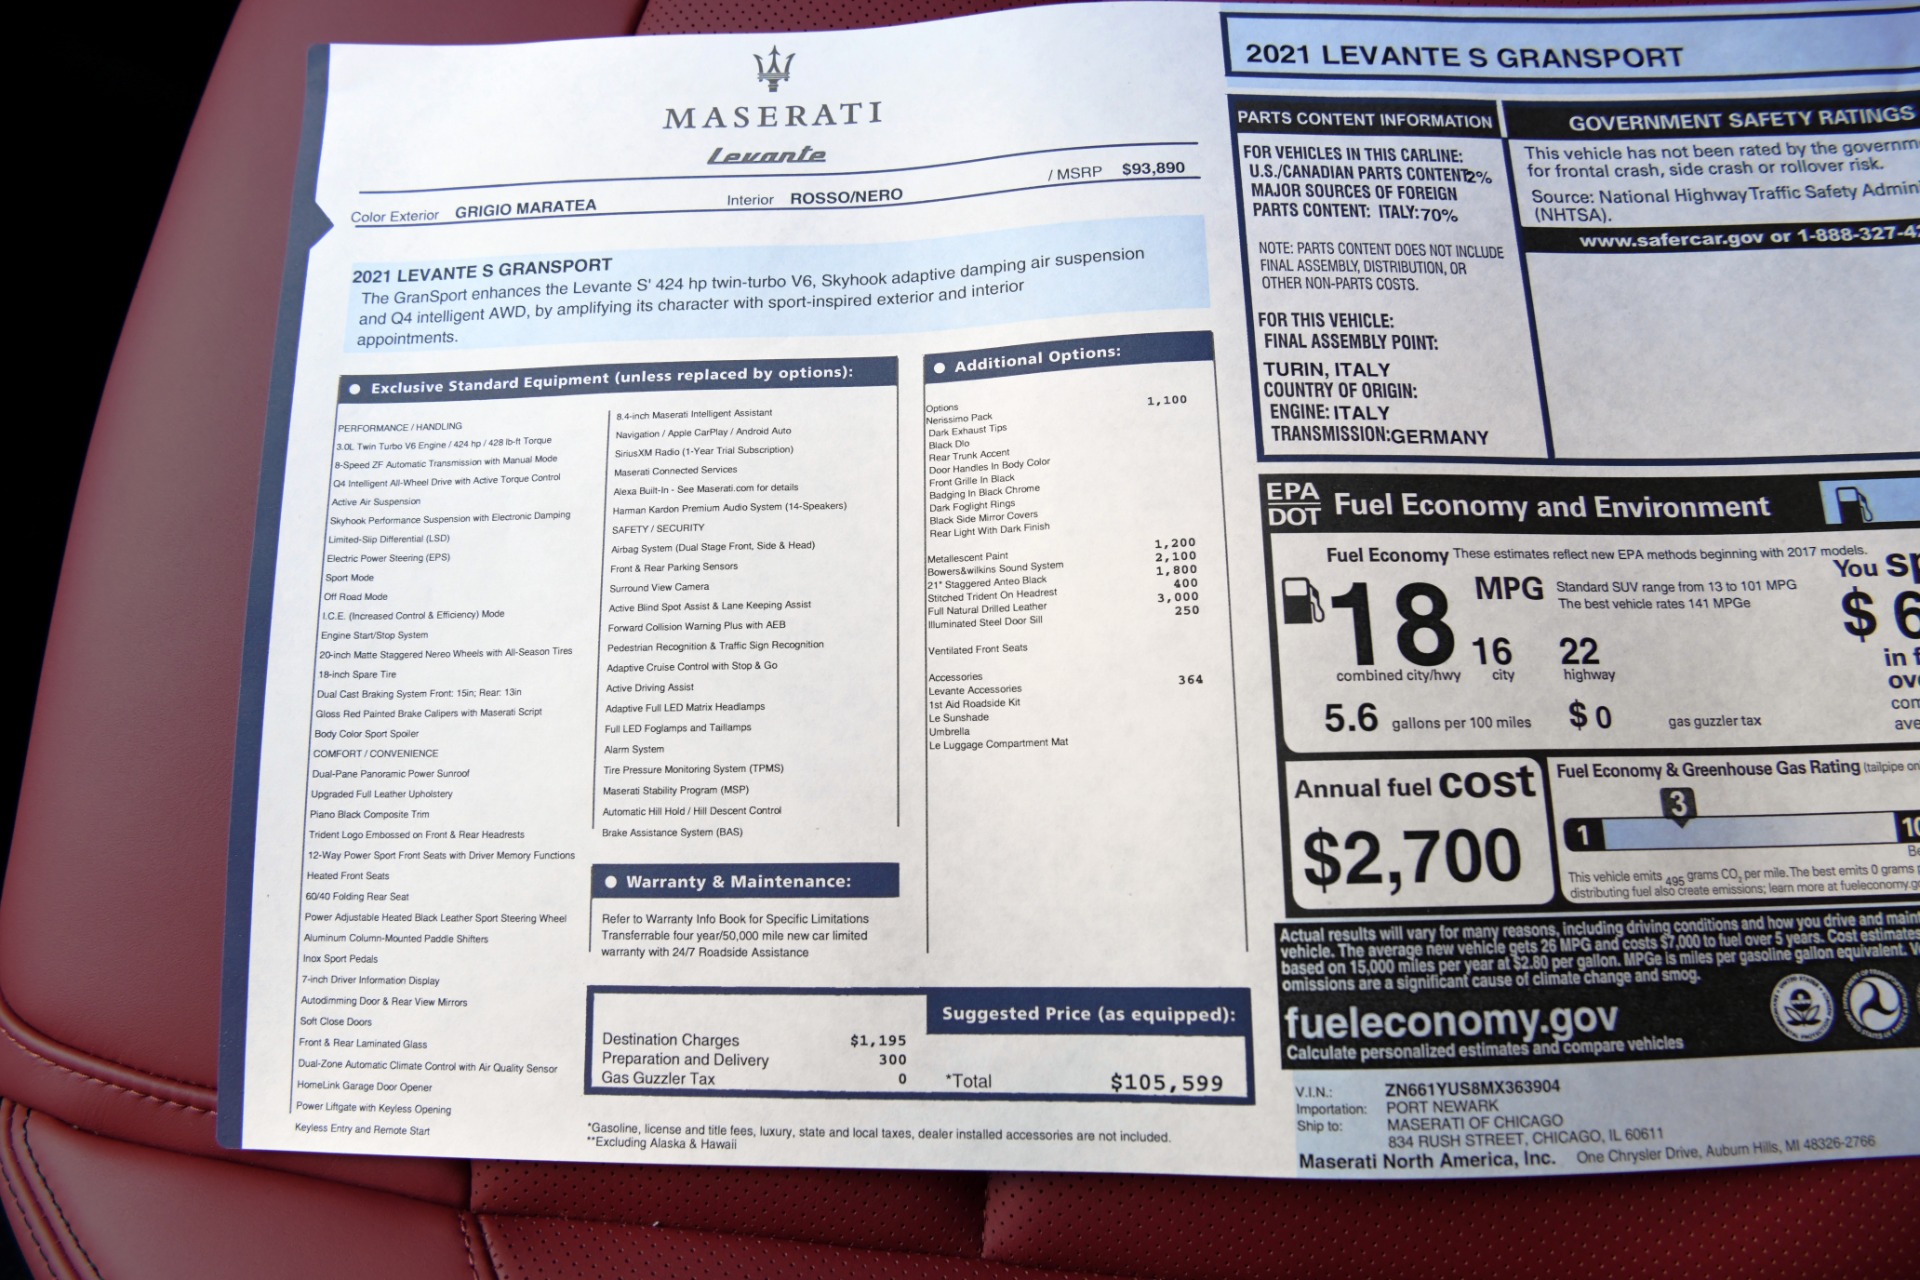 MASERATI
Levante
Color Exterior GRIGIO MARATEA Interior ROSSO/NERO / MSRP $93,890
2021 LEVANTE S GRANSPORT
The GranSport enhances the Levante S' 424 hp twin-turbo V6, Skyhook adaptive damping air suspension
and Q4 intelligent AWD, by amplifying its character with sport-inspired exterior and interior
appointments.
Exclusive Standard Equipment (unless replaced by options):
PERFORMANCE / HANDLING
3.0L Twin Turbo V6 Engine / 424 hp / 428 lb-ft Torque
8-Speed ZF Automatic Transmission with Manual Mode
Q4 Intelligent All-Wheel Drive with Active Torque Control
Active Air Suspension
Skyhook Performance Suspension with Electronic Damping
Limited-Slip Differential (LSD)
Electric Power Steering (EPS)
Sport Mode
Off Road Mode
I.C.E. (Increased Control & Efficiency) Mode
Engine Start/Stop System
20-inch Matte Staggered Nereo Wheels with All-Season Tires
18-inch Spare Tire
Dual Cast Braking System Front: 15in; Rear: 13in
Gloss Red Painted Brake Calipers with Maserati Script
Body Color Sport Spoiler
COMFORT / CONVENIENCE
Dual-Pane Panoramic Power Sunroof
Upgraded Full Leather Upholstery
Piano Black Composite Trim
Trident Logo Embossed on Front & Rear Headrests
12-Way Power Sport Front Seats with Driver Memory Functions
Heated Front Seats
60/40 Folding Rear Seat
Power Adjustable Heated Black Leather Sport Steering Wheel
Aluminum Column-Mounted Paddle Shifters
Inox Sport Pedals
7-inch Driver Information Display
Autodimming Door & Rear View Mirrors
Soft Close Doors
Front & Rear Laminated Glass
Dual-Zone Automatic Climate Control with Air Quality Sensor
HomeLink Garage Door Opener
Power Liftgate with Keyless Opening
Keyless Entry and Remote Start
8.4-inch Maserati Intelligent Assistant
Navigation / Apple CarPlay / Android Auto
SiriusXM Radio (1-Year Trial Subscription)
Maserati Connected Services
Alexa Built-In - See Maserati.com for details
Harman Kardon Premium Audio System (14-Speakers)
SAFETY / SECURITY
Airbag System (Dual Stage Front, Side & Head)
Front & Rear Parking Sensors
Surround View Camera
Active Blind Spot Assist & Lane Keeping Assist
Forward Collision Warning Plus with AEB
Pedestrian Recognition & Traffic Sign Recognition
Adaptive Cruise Control with Stop & Go
Active Driving Assist
Adaptive Full LED Matrix Headlamps
Full LED Foglamps and Taillamps
Alarm System
Tire Pressure Monitoring System (TPMS)
Maserati Stability Program (MSP)
Automatic Hill Hold / Hill Descent Control
Brake Assistance System (BAS)
Warranty & Maintenance:
Refer to Warranty Info Book for Specific Limitations
Transferrable four year/50,000 mile new car limited
warranty with 24/7 Roadside Assistance
Additional Options:
Options 1,100
Nerissimo Pack
Dark Exhaust Tips
Black Dlo
Rear Trunk Accent
Door Handles In Body Color
Front Grille In Black
Badging In Black Chrome
Dark Foglight Rings
Black Side Mirror Covers
Rear Light With Dark Finish
Metallescent Paint 1,200
Bowers&wilkins Sound System 2,100
21" Staggered Anteo Black 1,800
Stitched Trident On Headrest 400
Full Natural Drilled Leather 3,000
Illuminated Steel Door Sill 250
Ventilated Front Seats
Accessories 364
Levante Accessories
1st Aid Roadside Kit
Le Sunshade
Umbrella
Le Luggage Compartment Mat
Suggested Price (as equipped):
Destination Charges $1,195
Preparation and Delivery 300
Gas Guzzler Tax 0 *Total $105,599
*Gasoline, license and title fees, luxury, state and local taxes, dealer installed accessories are not included.
**Excluding Alaska & Hawaii
2021 LEVANTE S GRANSPORT
PARTS CONTENT INFORMATION
FOR VEHICLES IN THIS CARLINE:
U.S./CANADIAN PARTS CONTENT:2%
MAJOR SOURCES OF FOREIGN
PARTS CONTENT: ITALY:70%
NOTE: PARTS CONTENT DOES NOT INCLUDE
FINAL ASSEMBLY, DISTRIBUTION, OR
OTHER NON-PARTS COSTS.
FOR THIS VEHICLE:
FINAL ASSEMBLY POINT:
TURIN, ITALY
COUNTRY OF ORIGIN:
ENGINE: ITALY
TRANSMISSION:GERMANY
GOVERNMENT SAFETY RATINGS
This vehicle has not been rated by the governm
for frontal crash, side crash or rollover risk.
Source: National Highway Traffic Safety Admin
(NHTSA).
www.safercar.gov or 1-888-327-4
EPA
DOT
Fuel Economy and Environment
Fuel Economy These estimates reflect new EPA methods beginning with 2017 models.
18 MPG
Standard SUV range from 13 to 101 MPG
The best vehicle rates 141 MPGe
16 22
combined city/hwy city highway
5.6 gallons per 100 miles $0 gas guzzler tax
You sp
$ 6
in f
ov
com
ave
Annual fuel cost
$2,700
Fuel Economy & Greenhouse Gas Rating (tailpipe on
3
1 10
Be
This vehicle emits 495 grams CO2 per mile. The best emits 0 grams p
distributing fuel also create emissions; learn more at fueleconomy.go
Actual results will vary for many reasons, including driving conditions and how you drive and maint
vehicle. The average new vehicle gets 26 MPG and costs $7,000 to fuel over 5 years. Cost estimates
based on 15,000 miles per year at $2.80 per gallon. MPGe is miles per gasoline gallon equivalent. V
omissions are a significant cause of climate change and smog.
fueleconomy.gov
Calculate personalized estimates and compare vehicles
V.I.N.: ZN661YUS8MX363904
Importation: PORT NEWARK
Ship to: MASERATI OF CHICAGO
834 RUSH STREET, CHICAGO, IL 60611
Maserati North America, Inc. One Chrysler Drive, Auburn Hills, MI 48326-2766